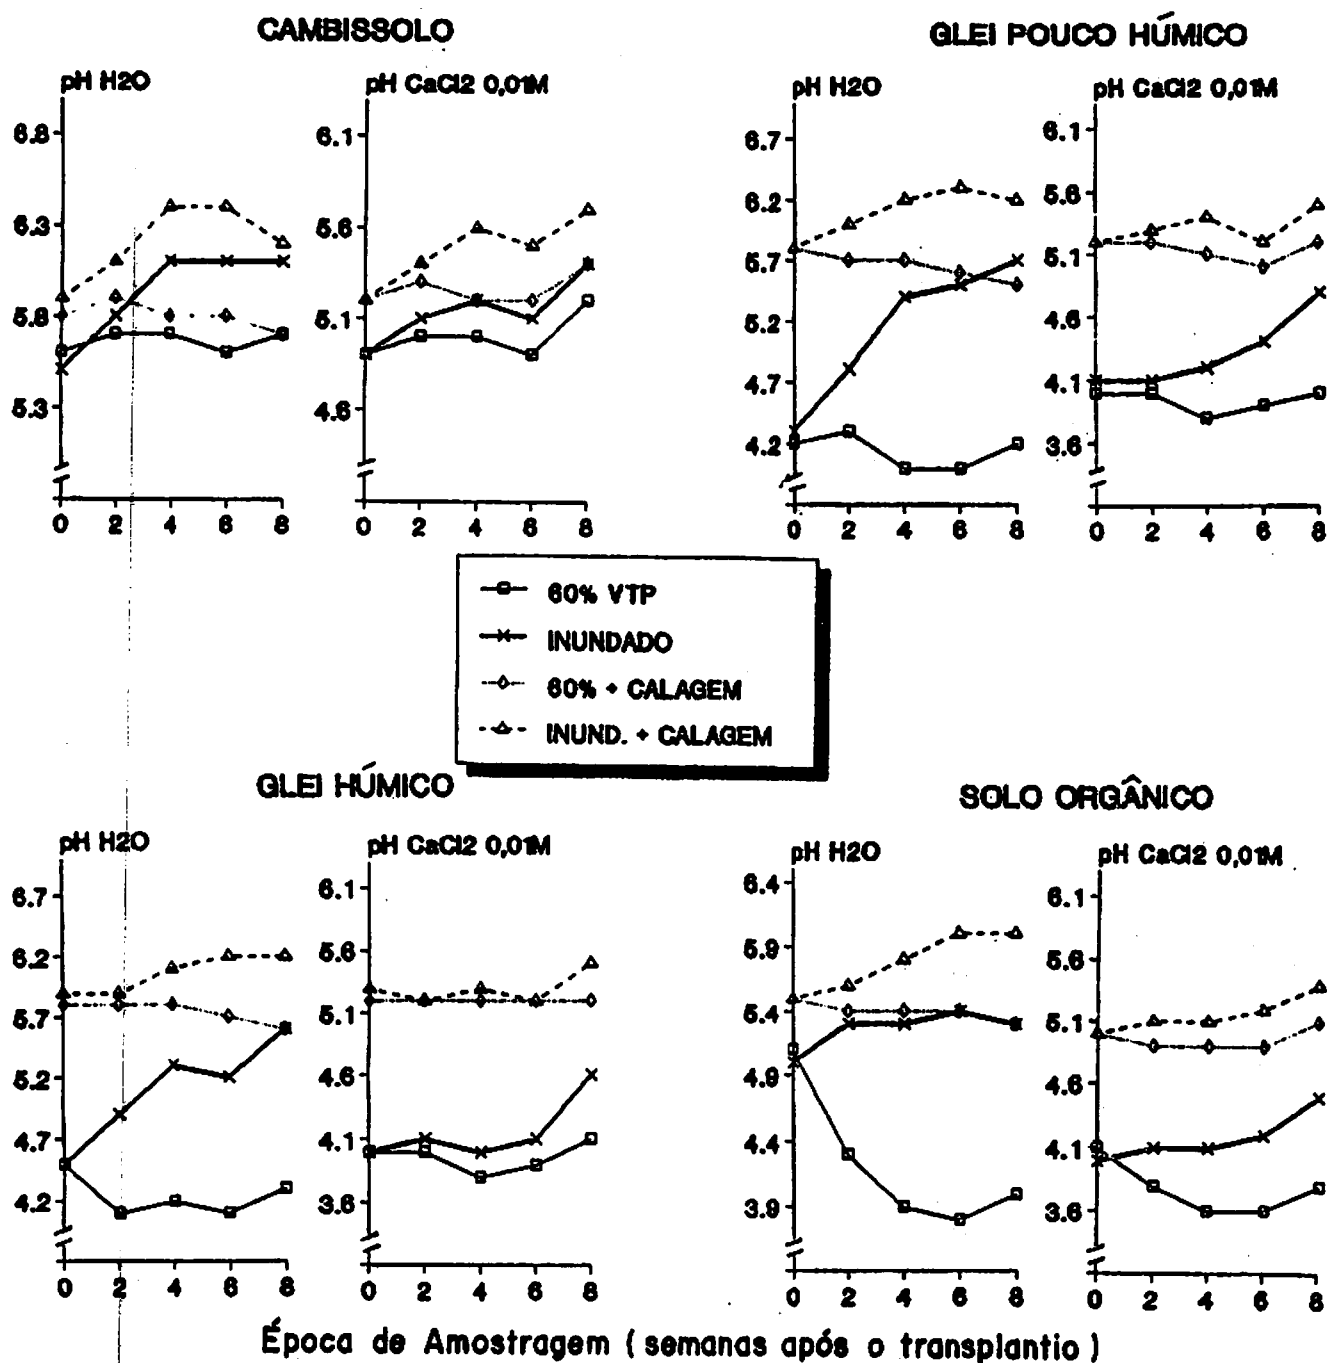 CAMBISSOLO
pH H2O
6.8
6.3
5.8
5.3
0 2 4 6 8
pH CaCl2 0,01M
6.1
5.6
5.1
4.6
0 2 4 6 8
GLEI POUCO HÚMICO
pH H2O
6.7
6.2
5.7
5.2
4.7
4.2
0 2 4 6 8
pH CaCl2 0,01M
6.1
5.6
5.1
4.6
4.1
3.6
0 2 4 6 8
60% VTP
INUNDADO
60% + CALAGEM
INUND. + CALAGEM
GLEI HÚMICO
pH H2O
6.7
6.2
5.7
5.2
4.7
4.2
0 2 4 6 8
pH CaCl2 0,01M
6.1
5.6
5.1
4.6
4.1
3.6
0 2 4 6 8
SOLO ORGÂNICO
pH H2O
6.4
5.9
5.4
4.9
4.4
3.9
0 2 4 6 8
pH CaCl2 0,01M
6.1
5.6
5.1
4.6
4.1
3.6
0 2 4 6 8
Época de Amostragem (semanas após o transplantio)